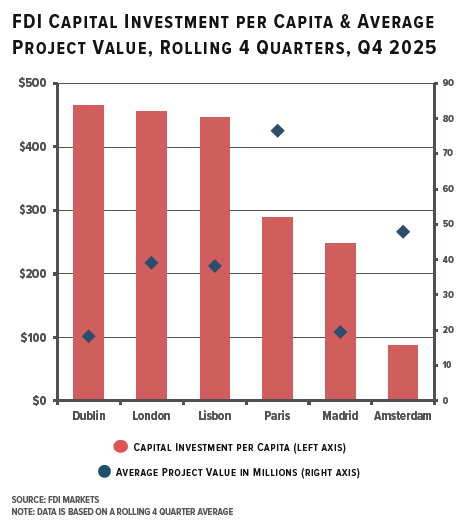 FDI Capital Investment per Capita & Average
Project Value, Rolling 4 Quarters, Q4 2025
$500
$400
$300
$200
$100
$0
90
80
70
60
50
40
30
20
10
0
Dublin London Lisbon Paris Madrid Amsterdam
Capital Investment per Capita (left axis)
Average Project Value in Millions (right axis)
SOURCE: FDI MARKETS
NOTE: DATA IS BASED ON A ROLLING 4 QUARTER AVERAGE